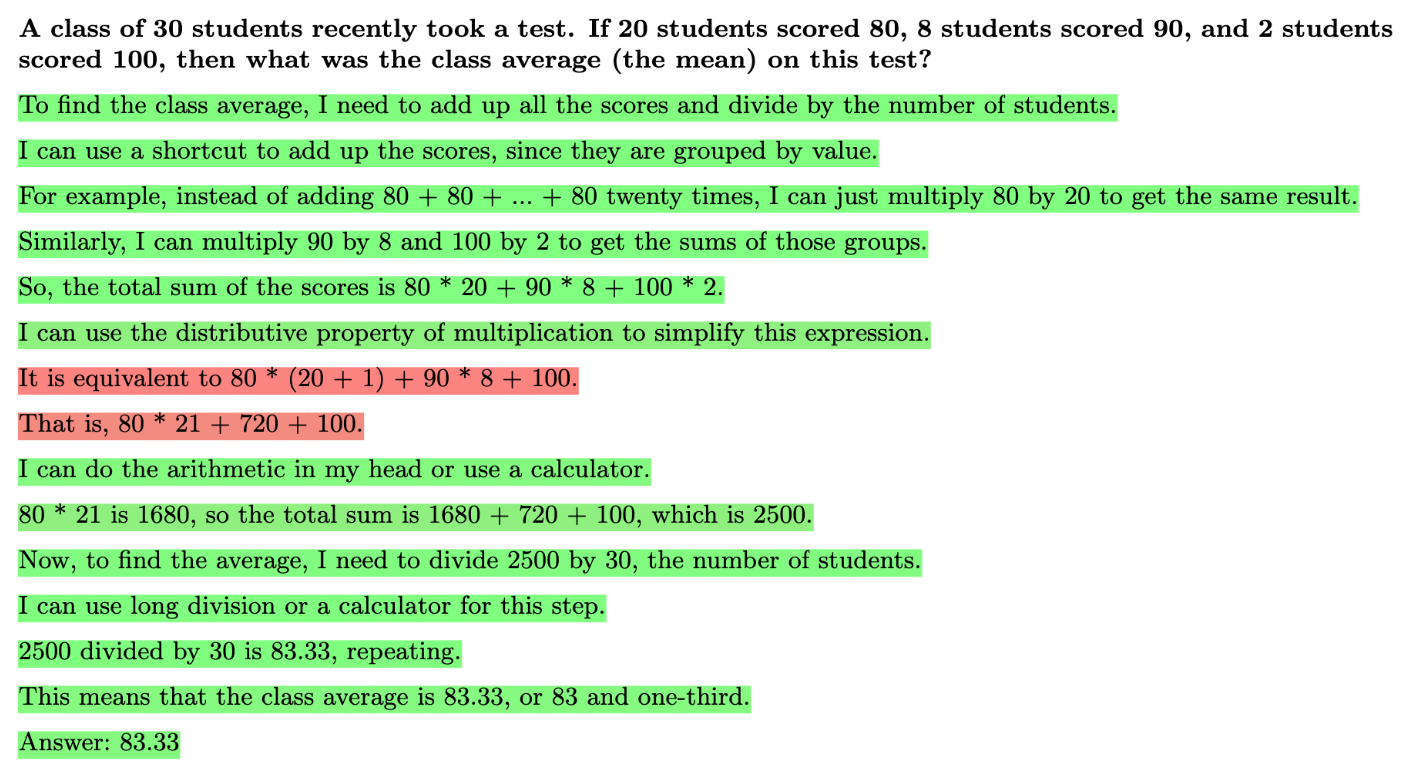 A class of 30 students recently took a test. If 20 students scored 80, 8 students scored 90, and 2 students
scored 100, then what was the class average (the mean) on this test?
To find the class average, I need to add up all the scores and divide by the number of students.
I can use a shortcut to add up the scores, since they are grouped by value.
For example, instead of adding 80 + 80 + ... + 80 twenty times, I can just multiply 80 by 20 to get the same result.
Similarly, I can multiply 90 by 8 and 100 by 2 to get the sums of those groups.
So, the total sum of the scores is 80 * 20 + 90 * 8 + 100 * 2.
I can use the distributive property of multiplication to simplify this expression.
It is equivalent to 80 * (20 + 1) + 90 * 8 + 100.
That is, 80 * 21 + 720 + 100.
I can do the arithmetic in my head or use a calculator.
80 * 21 is 1680, so the total sum is 1680 + 720 + 100, which is 2500.
Now, to find the average, I need to divide 2500 by 30, the number of students.
I can use long division or a calculator for this step.
2500 divided by 30 is 83.33, repeating.
This means that the class average is 83.33, or 83 and one-third.
Answer: 83.33